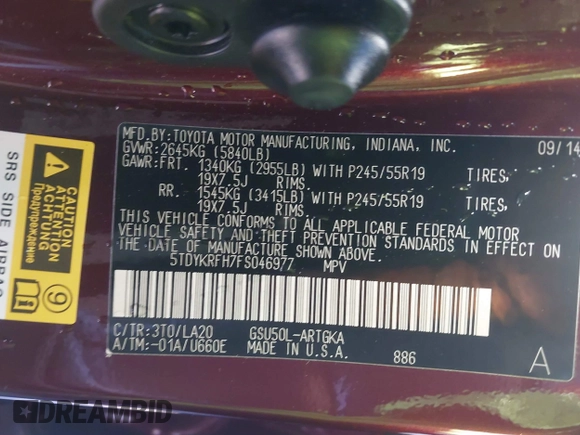 MFD.BY:TOYOTA MOTOR MANUFACTURING, INDIANA, INC. 09/14
GVWR:2645KG (5840LB)
GAWR:FRT. 1340KG (2955LB) WITH P245/55R19 TIRES,
19X7.5J RIMS.
RR. 1545KG (3415LB) WITH P245/55R19 TIRES,
19X7.5J RIMS.
THIS VEHICLE CONFORMS TO ALL APPLICABLE FEDERAL MOTOR
VEHICLE SAFETY AND THEFT PREVENTION STANDARDS IN EFFECT ON
THE DATE OF MANUFACTURE SHOWN ABOVE.
5TDYKRFH7FS046977 MPV
C/TR:3T0/LA20 GSU50L-ARTGKA
A/TM:-01A/U660E MADE IN U.S.A. 886 A
SRS SIDE AIRBAG
CAUTION
ATTENTION
Предупреждение
9
DREAMBID